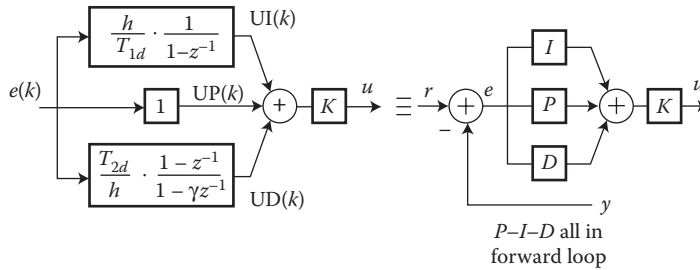 h/T1d · 1/1−z−1
UI(k)
e(k)
1
UP(k)
+
K
u
T2d/h · 1 − z−1/1 − γz−1
UD(k)
≡
r
+
−
e
I
P
D
+
K
u
y
P–I–D all in
forward loop